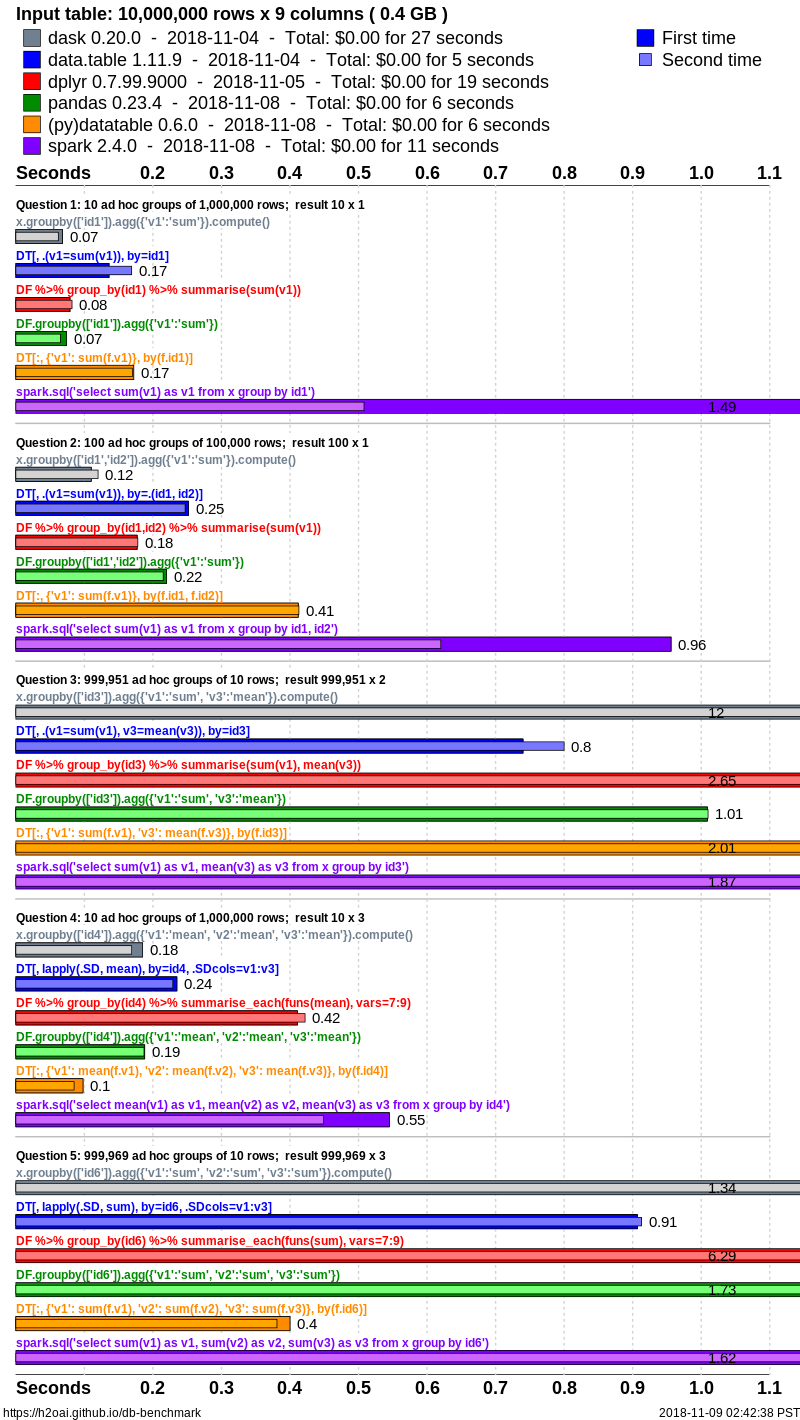 Input table: 10,000,000 rows x 9 columns ( 0.4 GB )
dask 0.20.0 - 2018-11-04 - Total: $0.00 for 27 seconds
First time
data.table 1.11.9 - 2018-11-04 - Total: $0.00 for 5 seconds
Second time
dplyr 0.7.99.9000 - 2018-11-05 - Total: $0.00 for 19 seconds
pandas 0.23.4 - 2018-11-08 - Total: $0.00 for 6 seconds
(py)datatable 0.6.0 - 2018-11-08 - Total: $0.00 for 6 seconds
spark 2.4.0 - 2018-11-08 - Total: $0.00 for 11 seconds
Seconds 0.2 0.3 0.4 0.5 0.6 0.7 0.8 0.9 1.0 1.1
Question 1: 10 ad hoc groups of 1,000,000 rows; result 10 x 1
x.groupby(['id1']).agg({'v1':'sum'}).compute()
0.07
DT[, .(v1=sum(v1)), by=id1]
0.17
DF %>% group_by(id1) %>% summarise(sum(v1))
0.08
DF.groupby(['id1']).agg({'v1':'sum'})
0.07
DT[:, {'v1': sum(f.v1)}, by(f.id1)]
0.17
spark.sql('select sum(v1) as v1 from x group by id1')
1.49
Question 2: 100 ad hoc groups of 100,000 rows; result 100 x 1
x.groupby(['id1','id2']).agg({'v1':'sum'}).compute()
0.12
DT[, .(v1=sum(v1)), by=.(id1, id2)]
0.25
DF %>% group_by(id1,id2) %>% summarise(sum(v1))
0.18
DF.groupby(['id1','id2']).agg({'v1':'sum'})
0.22
DT[:, {'v1': sum(f.v1)}, by(f.id1, f.id2)]
0.41
spark.sql('select sum(v1) as v1 from x group by id1, id2')
0.96
Question 3: 999,951 ad hoc groups of 10 rows; result 999,951 x 2
x.groupby(['id3']).agg({'v1':'sum', 'v3':'mean'}).compute()
12
DT[, .(v1=sum(v1), v3=mean(v3)), by=id3]
0.8
DF %>% group_by(id3) %>% summarise(sum(v1), mean(v3))
2.65
DF.groupby(['id3']).agg({'v1':'sum', 'v3':'mean'})
1.01
DT[:, {'v1': sum(f.v1), 'v3': mean(f.v3)}, by(f.id3)]
2.01
spark.sql('select sum(v1) as v1, mean(v3) as v3 from x group by id3')
1.87
Question 4: 10 ad hoc groups of 1,000,000 rows; result 10 x 3
x.groupby(['id4']).agg({'v1':'mean', 'v2':'mean', 'v3':'mean'}).compute()
0.18
DT[, lapply(.SD, mean), by=id4, .SDcols=v1:v3]
0.24
DF %>% group_by(id4) %>% summarise_each(funs(mean), vars=7:9)
0.42
DF.groupby(['id4']).agg({'v1':'mean', 'v2':'mean', 'v3':'mean'})
0.19
DT[:, {'v1': mean(f.v1), 'v2': mean(f.v2), 'v3': mean(f.v3)}, by(f.id4)]
0.1
spark.sql('select mean(v1) as v1, mean(v2) as v2, mean(v3) as v3 from x group by id4')
0.55
Question 5: 999,969 ad hoc groups of 10 rows; result 999,969 x 3
x.groupby(['id6']).agg({'v1':'sum', 'v2':'sum', 'v3':'sum'}).compute()
1.34
DT[, lapply(.SD, sum), by=id6, .SDcols=v1:v3]
0.91
DF %>% group_by(id6) %>% summarise_each(funs(sum), vars=7:9)
6.29
DF.groupby(['id6']).agg({'v1':'sum', 'v2':'sum', 'v3':'sum'})
1.73
DT[:, {'v1': sum(f.v1), 'v2': sum(f.v2), 'v3': sum(f.v3)}, by(f.id6)]
0.4
spark.sql('select sum(v1) as v1, sum(v2) as v2, sum(v3) as v3 from x group by id6')
1.62
Seconds 0.2 0.3 0.4 0.5 0.6 0.7 0.8 0.9 1.0 1.1
https://h2oai.github.io/db-benchmark
2018-11-09 02:42:38 PST